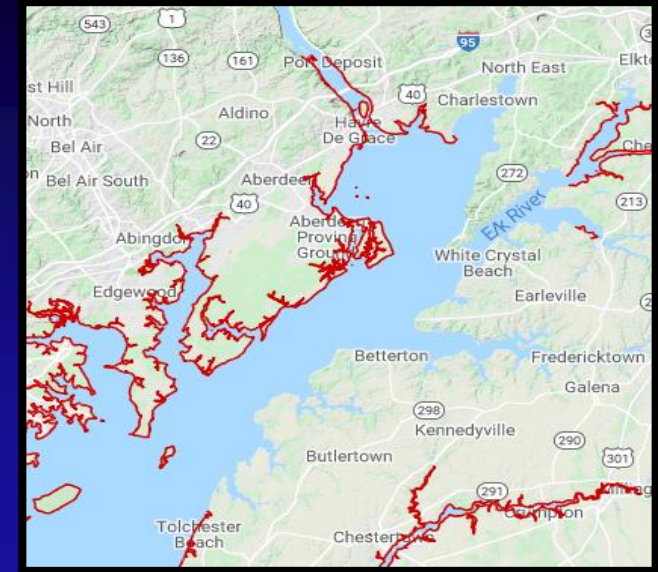 543
1
95
136
161
Port Deposit
North East
Elkt
st Hill
40
Charlestown
North
Aldino
Havre
De Grace
22
Bel Air
272
Bel Air South
Aberdee
213
40
Elk River
Aberdeen
Proving
Ground
Abingdon
White Crystal
Beach
Edgewood
Earleville
Betterton
Fredericktown
Galena
298
Kennedyville
290
Butlertown
301
291
Crumpton
Tolchester
Beach
Chestertown